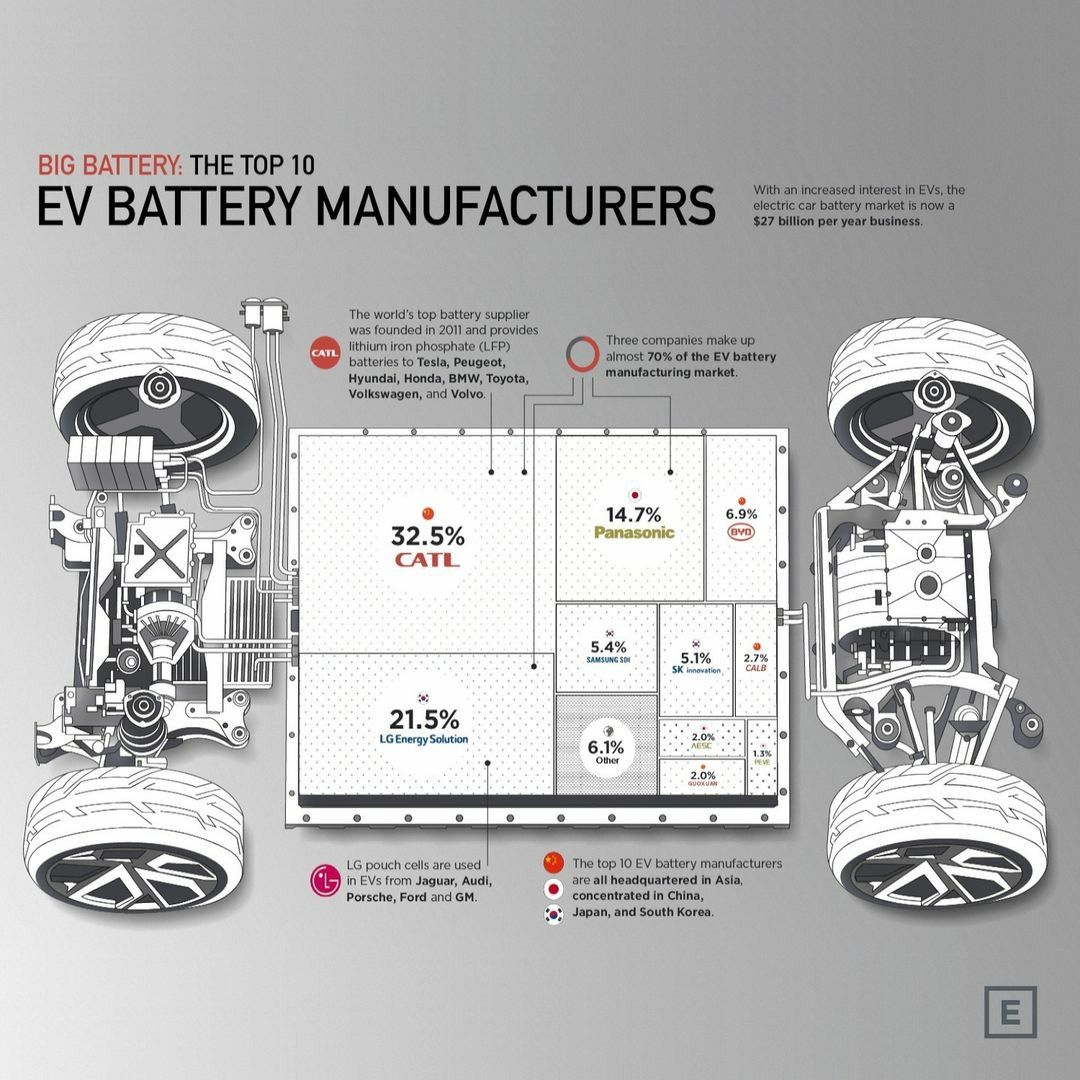 BIG BATTERY: THE TOP 10
EV BATTERY MANUFACTURERS
With an increased interest in EVs, the
electric car battery market is now a
$27 billion per year business.
CATL
The world's top battery supplier
was founded in 2011 and provides
lithium iron phosphate (LFP)
batteries to Tesla, Peugeot,
Hyundai, Honda, BMW, Toyota,
Volkswagen, and Volvo.
Three companies make up
almost 70% of the EV battery
manufacturing market.
32.5%
CATL
14.7%
Panasonic
6.9%
BYD
21.5%
LG Energy Solution
5.4%
SAMSUNG SDI
5.1%
SK innovation
2.7%
CALB
6.1%
Other
2.0%
AESC
2.0%
GUOXUAN
1.3%
PEVE
LG pouch cells are used
in EVs from Jaguar, Audi,
Porsche, Ford and GM.
The top 10 EV battery manufacturers
are all headquartered in Asia,
concentrated in China,
Japan, and South Korea.
E